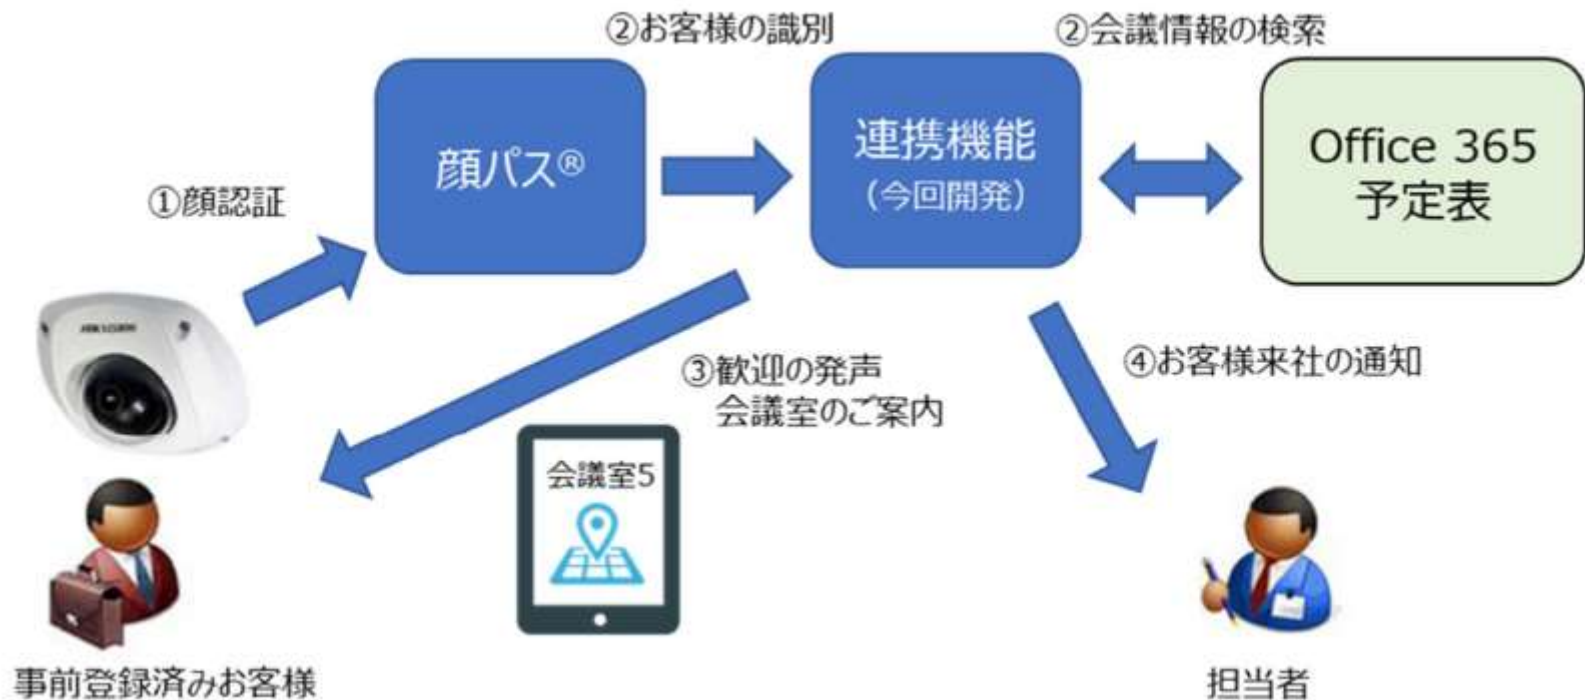 ②お客様の識別
②会議情報の検索
顔パス®
連携機能
（今回開発）
Office 365
予定表
①顔認証
HIKVISION
③歓迎の発声
会議室のご案内
④お客様来社の通知
会議室5
事前登録済みお客様
担当者